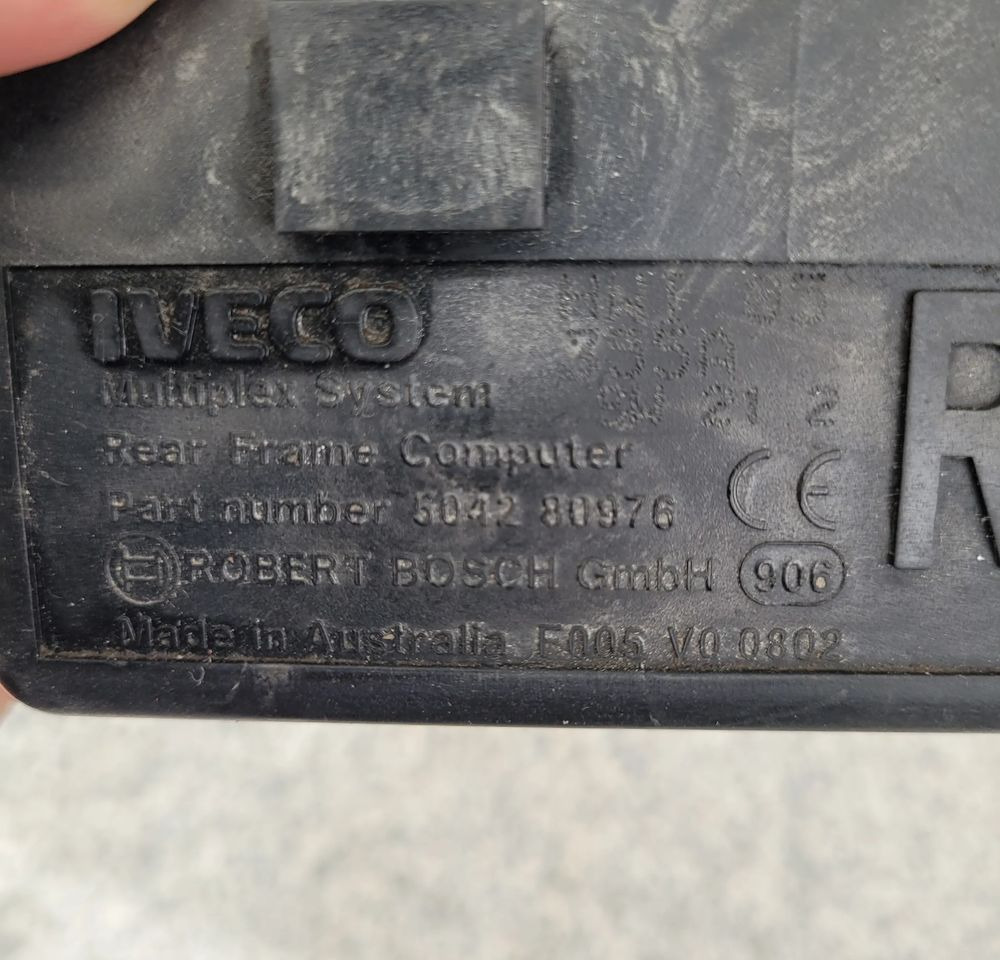 IVECO
Multiplex System
Rear Frame Computer
Part number 5042 80976
CE
ROBERT BOSCH GmbH 906
Made in Australia F005 V0 0802
R